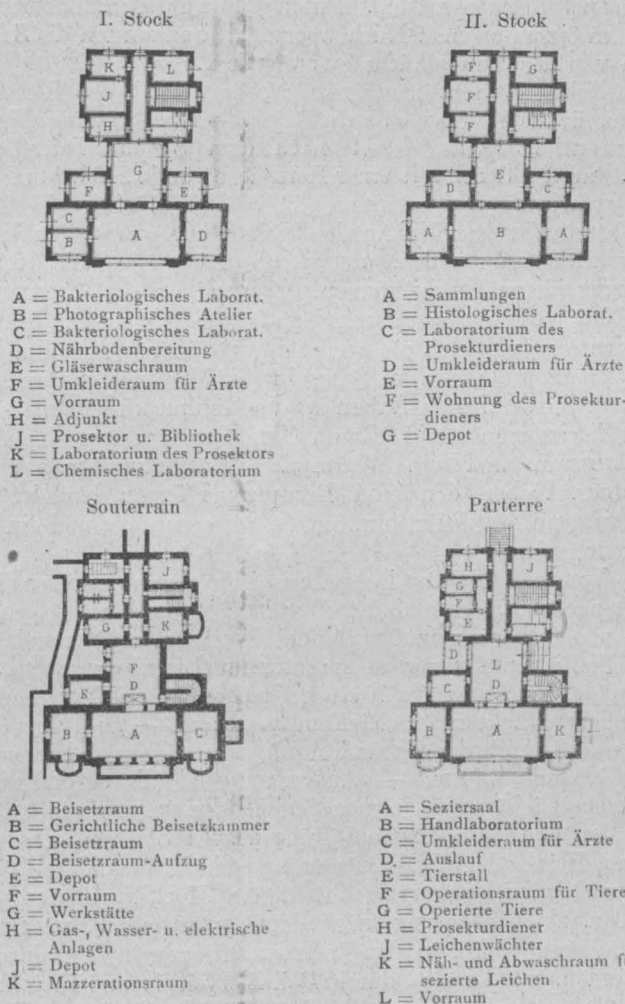 I. Stock
K
L
J
H
G
F
E
C
B
A
D
A = Bakteriologisches Laborat.
B = Photographisches Atelier
C = Bakteriologisches Laborat.
D = Nährbodenbereitung
E = Gläserwaschraum
F = Umkleideraum für Ärzte
G = Vorraum
H = Adjunkt
J = Prosektor u. Bibliothek
K = Laboratorium des Prosektors
L = Chemisches Laboratorium
II. Stock
F
G
F
F
E
D
C
A
B
A
A = Sammlungen
B = Histologisches Laborat.
C = Laboratorium des
Prosekturdieners
D = Umkleideraum für Ärzte
E = Vorraum
F = Wohnung des Prosektur-
dieners
G = Depot
Souterrain
J
H
G
K
F
D
E
B
A
C
A = Beisetzraum
B = Gerichtliche Beisetzkammer
C = Beisetzraum
D = Beisetzraum-Aufzug
E = Depot
F = Vorraum
G = Werkstätte
H = Gas-, Wasser- u. elektrische
Anlagen
J = Depot
K = Mazzerationsraum
Parterre
H
J
G
F
E
D
L
C
D
B
A
K
A = Seziersaal
B = Handlaboratorium
C = Umkleideraum für Ärzte
D. = Auslauf
E = Tierstall
F = Operationsraum für Tiere
G = Operierte Tiere
H = Prosekturdiener
J = Leichenwächter
K = Näh- und Abwaschraum f
sezierte Leichen
L = Vorraum